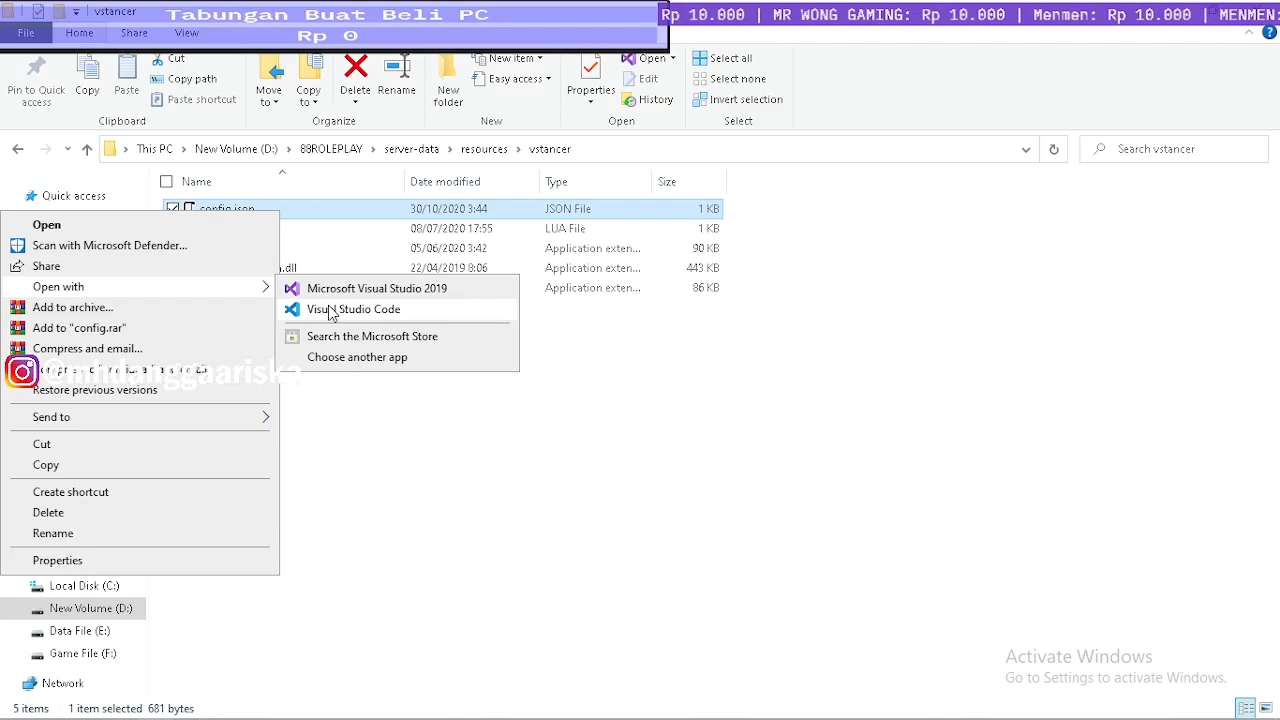 vstancer
Tabungan Buat Beli PC
Rp 0
Rp 10.000 | MR WONG GAMING: Rp 10.000 | Menmen: Rp 10.000 | MENMEN:
File
Home
Share
View
Pin to Quick access
Copy
Paste
Cut
Copy path
Paste shortcut
Clipboard
Move to
Copy to
Delete
Rename
Organize
New folder
New item
Easy access
New
Properties
Open
Edit
History
Open
Select all
Select none
Invert selection
Select
This PC > New Volume (D:) > 88ROLEPLAY > server-data > resources > vstancer
Search vstancer
Quick access
Name
Date modified
Type
Size
config.json
30/10/2020 3:44
JSON File
1 KB
08/07/2020 17:55
LUA File
1 KB
05/06/2020 3:42
Application exten...
90 KB
.dll
22/04/2019 8:06
Application exten...
443 KB
Application exten...
86 KB
Open
Scan with Microsoft Defender...
Share
Open with
Add to archive...
Add to "config.rar"
Compress and email...
@mhdanggaariska
Restore previous versions
Send to
Cut
Copy
Create shortcut
Delete
Rename
Properties
Microsoft Visual Studio 2019
Visual Studio Code
Search the Microsoft Store
Choose another app
Local Disk (C:)
New Volume (D:)
Data File (E:)
Game File (F:)
Network
Activate Windows
Go to Settings to activate Windows.
5 items
1 item selected 681 bytes